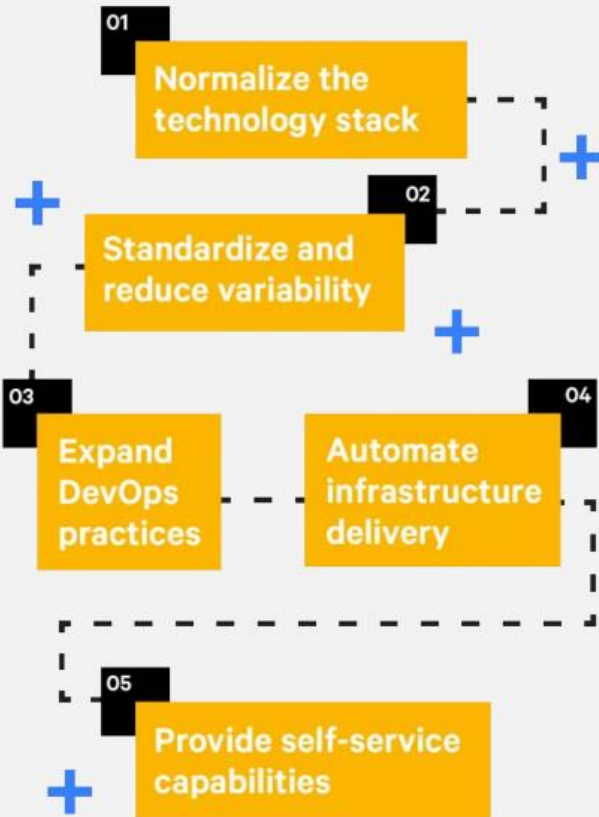 01
Normalize the
technology stack
02
Standardize and
reduce variability
03
Expand
DevOps
practices
04
Automate
infrastructure
delivery
05
Provide self-service
capabilities